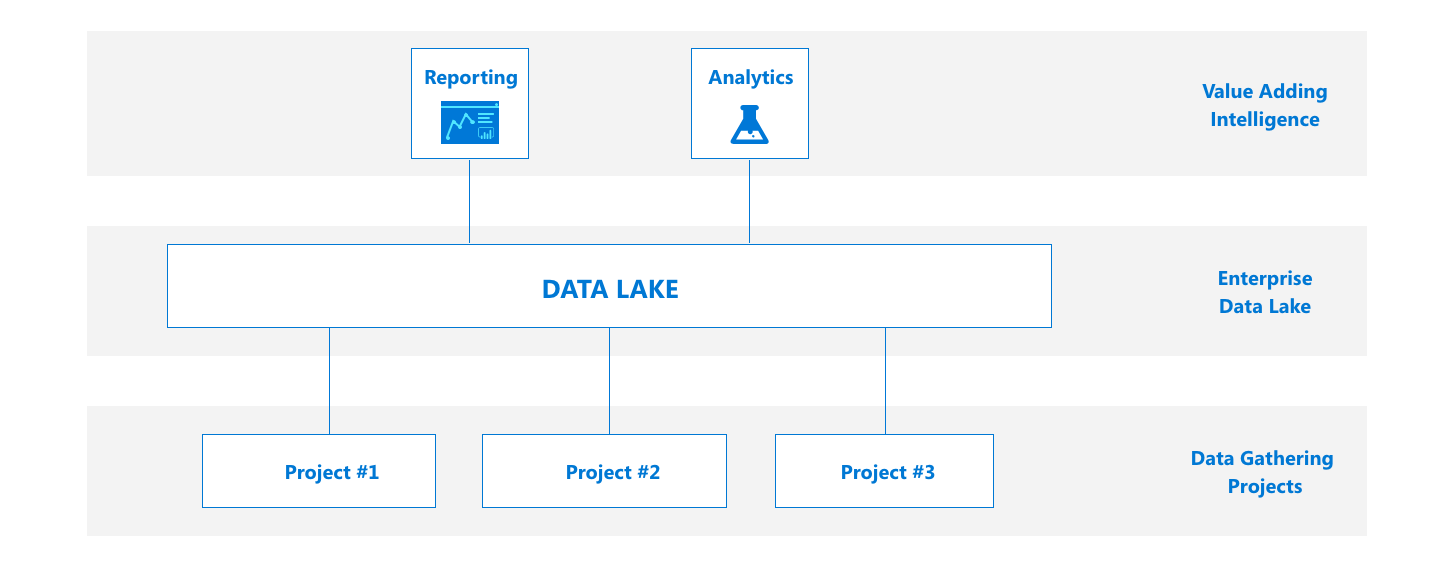 Reporting
Analytics
Value Adding
Intelligence
DATA LAKE
Enterprise
Data Lake
Project #1
Project #2
Project #3
Data Gathering
Projects